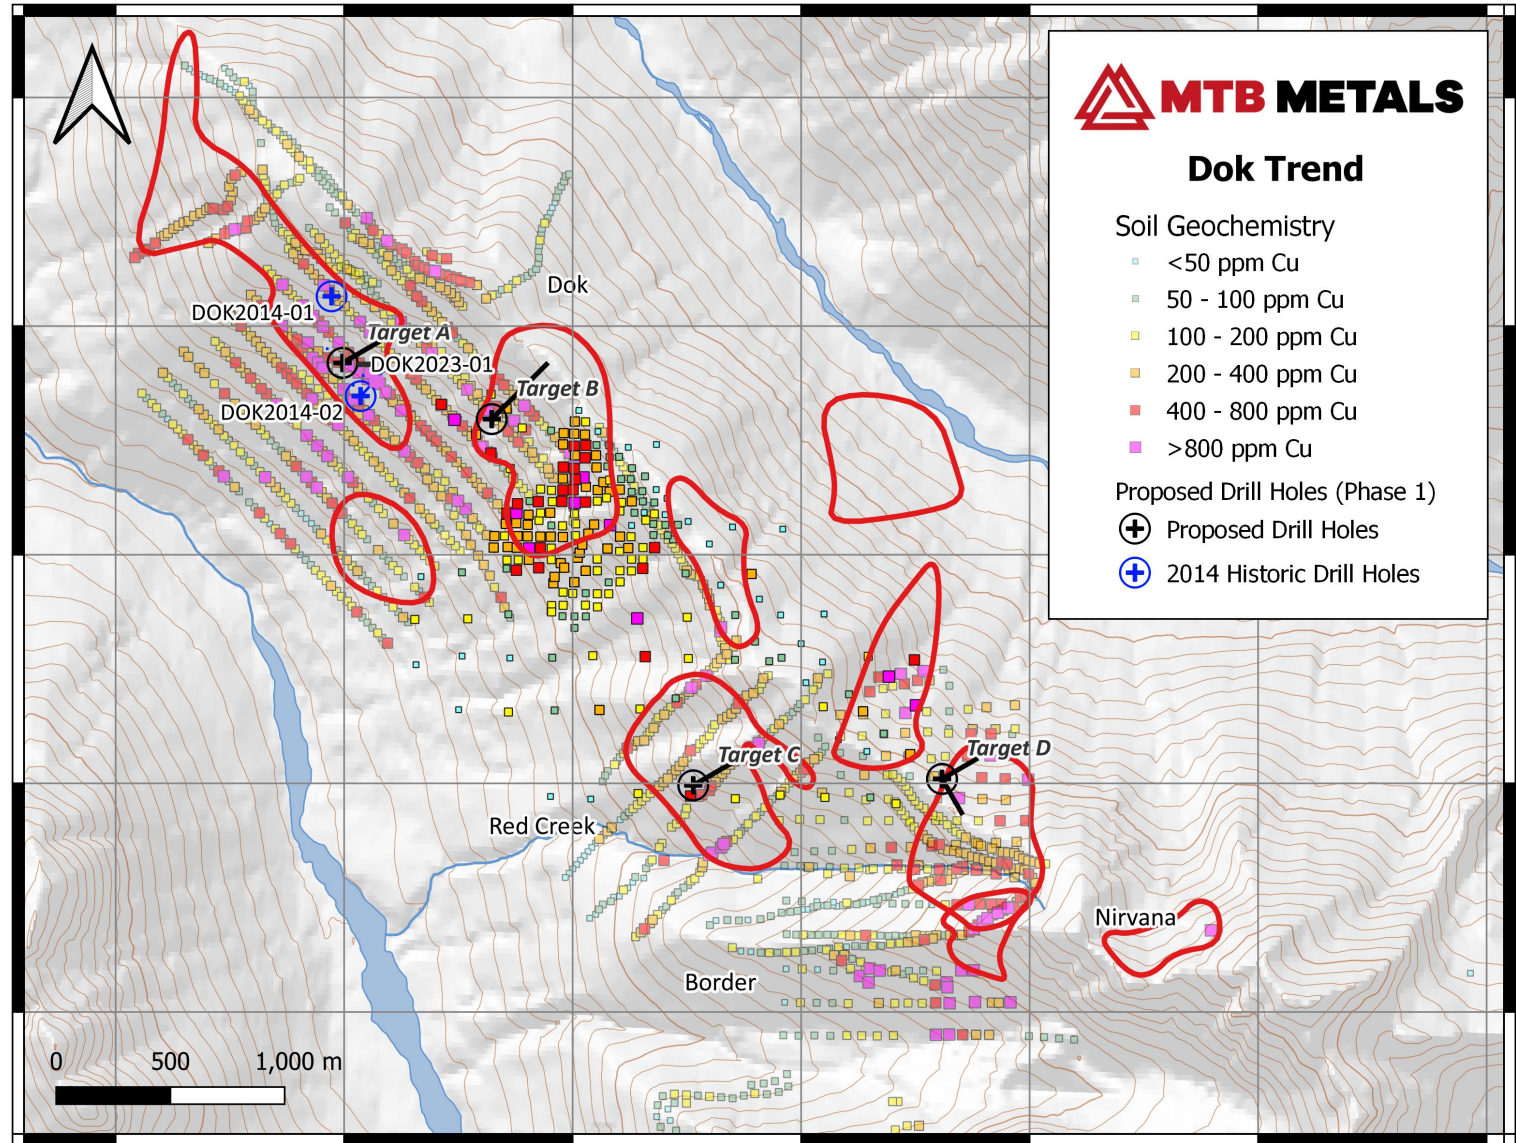 MTB METALS
Dok Trend
Soil Geochemistry
<50 ppm Cu
50 - 100 ppm Cu
100 - 200 ppm Cu
200 - 400 ppm Cu
400 - 800 ppm Cu
>800 ppm Cu
Proposed Drill Holes (Phase 1)
Proposed Drill Holes
2014 Historic Drill Holes
Dok
DOK2014-01
Target A
DOK2023-01
Target B
DOK2014-02
Target C
Target D
Red Creek
Nirvana
Border
0 500 1,000 m